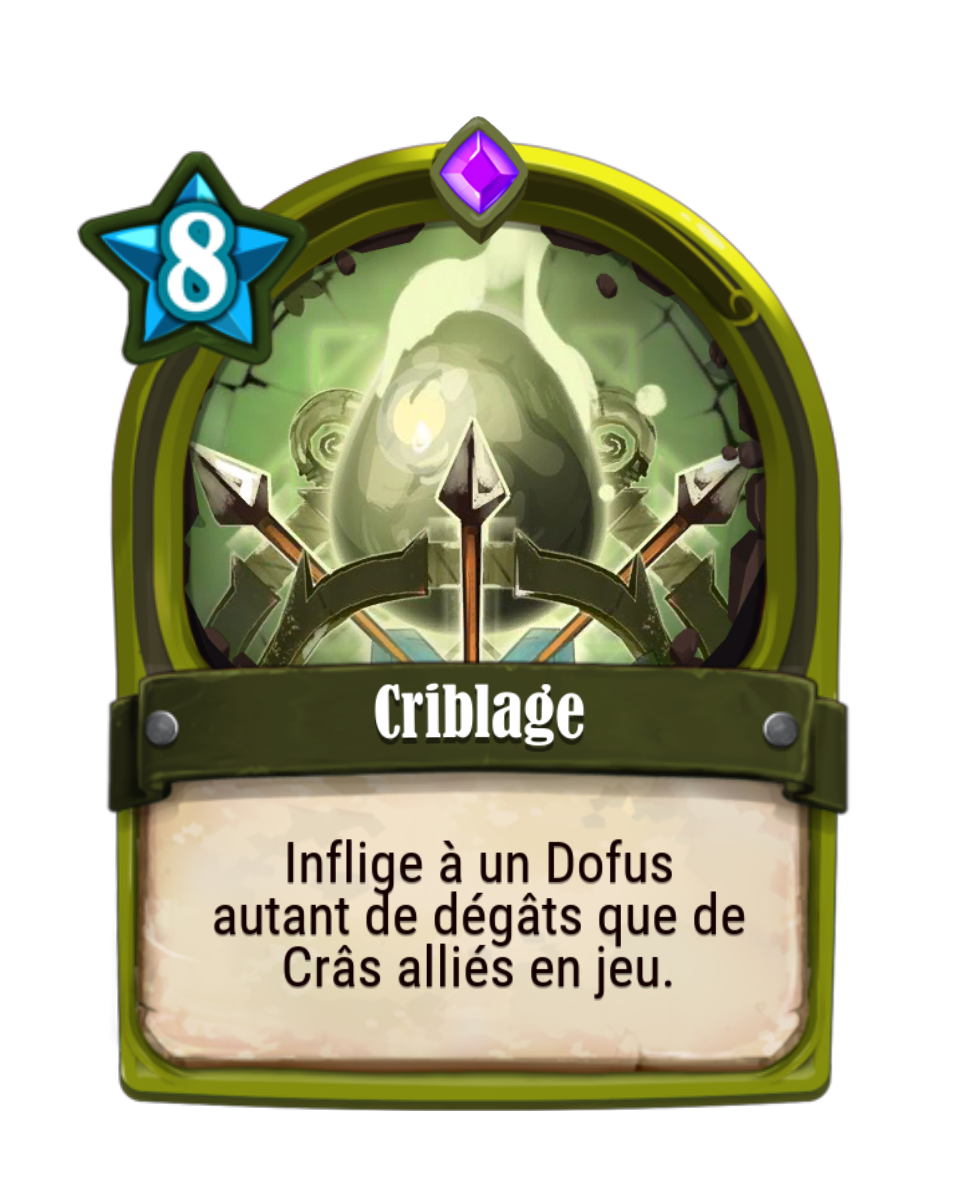 8
Criblage
Inflige à un Dofus
autant de dégâts que de
Crâs alliés en jeu.